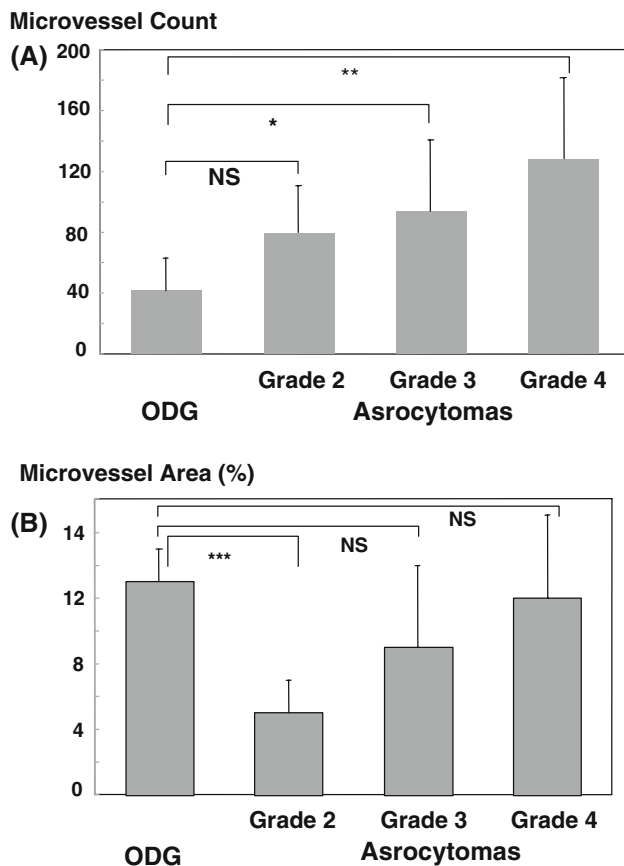 Microvessel Count
(A)
200
160
120
80
40
0
**
*
NS
Grade 2 Grade 3 Grade 4
ODG Asrocytomas
Microvessel Area (%)
(B)
14
12
8
4
0
NS
NS
***
Grade 2 Grade 3 Grade 4
ODG Asrocytomas